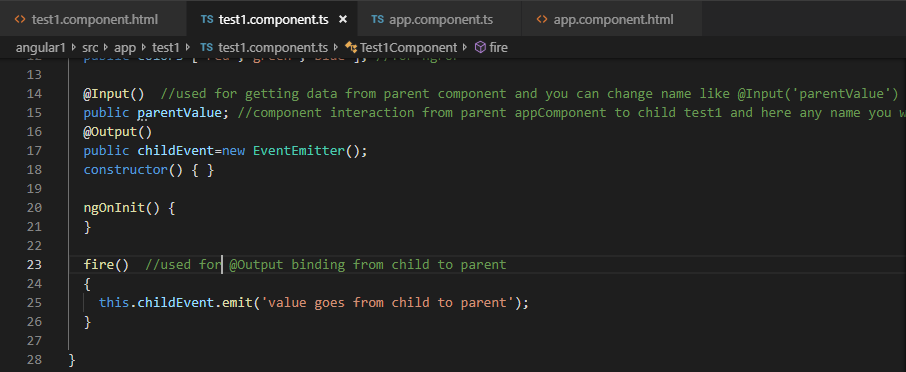 test1.component.html TS test1.component.ts × TS app.component.ts app.component.html
angular1 src app test1 TS test1.component.ts Test1Component fire
13
14 @Input() //used for getting data from parent component and you can change name like @Input('parentValue')
15 public parentValue; //component interaction from parent appComponent to child test1 and here any name you
16 @Output()
17 public childEvent=new EventEmitter();
18 constructor() { }
19
20 ngOnInit() {
21 }
22
23 fire() //used for @Output binding from child to parent
24 {
25 this.childEvent.emit('value goes from child to parent');
26 }
27
28 }